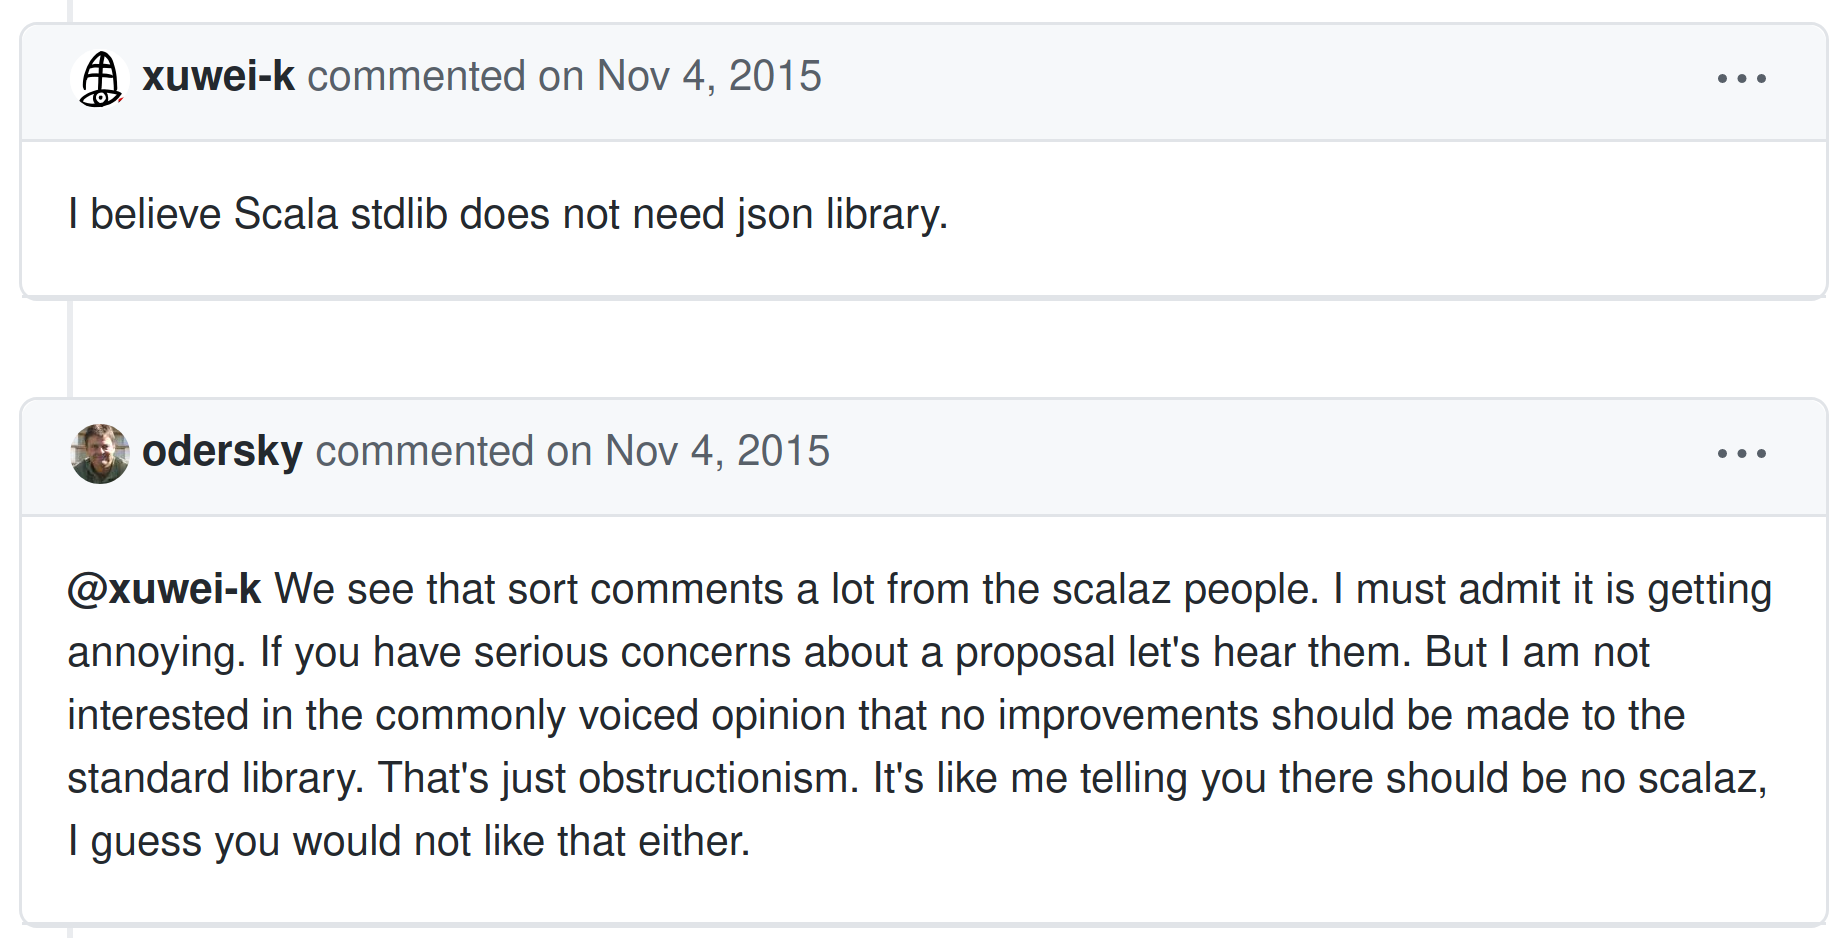 xuwei-k commented on Nov 4, 2015
I believe Scala stdlib does not need json library.
odersky commented on Nov 4, 2015
@xuwei-k We see that sort comments a lot from the scalaz people. I must admit it is getting
annoying. If you have serious concerns about a proposal let's hear them. But I am not
interested in the commonly voiced opinion that no improvements should be made to the
standard library. That's just obstructionism. It's like me telling you there should be no scalaz,
I guess you would not like that either.